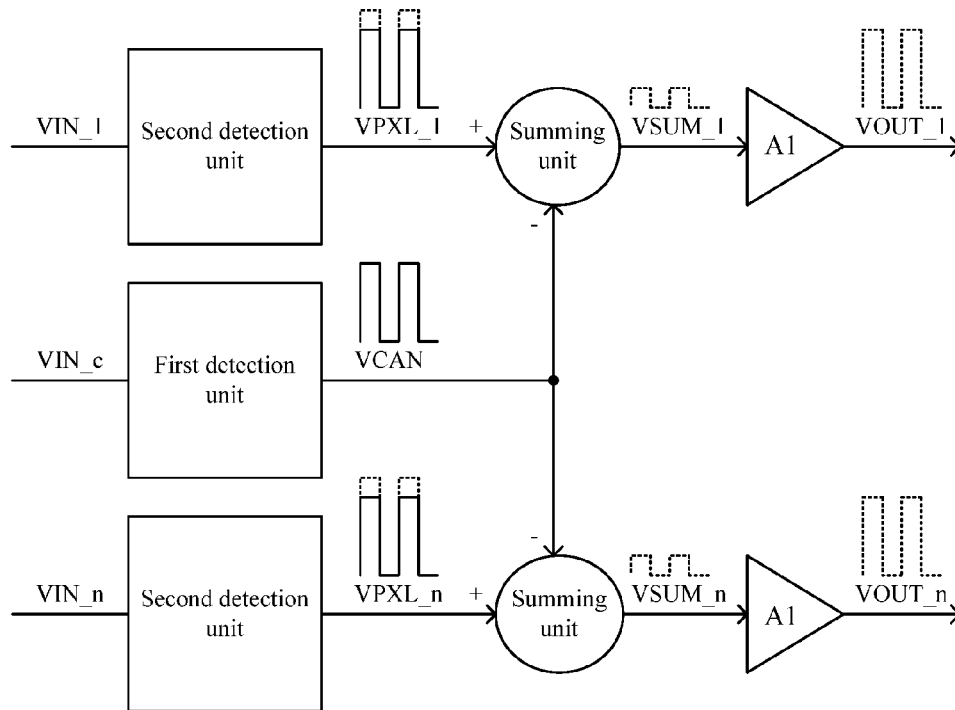 VIN_1
Second detection
unit
VPXL_1
+
Summing
unit
VSUM_1
A1
VOUT_1
-
VIN_c
First detection
unit
VCAN
-
VIN_n
Second detection
unit
VPXL_n
+
Summing
unit
VSUM_n
A1
VOUT_n